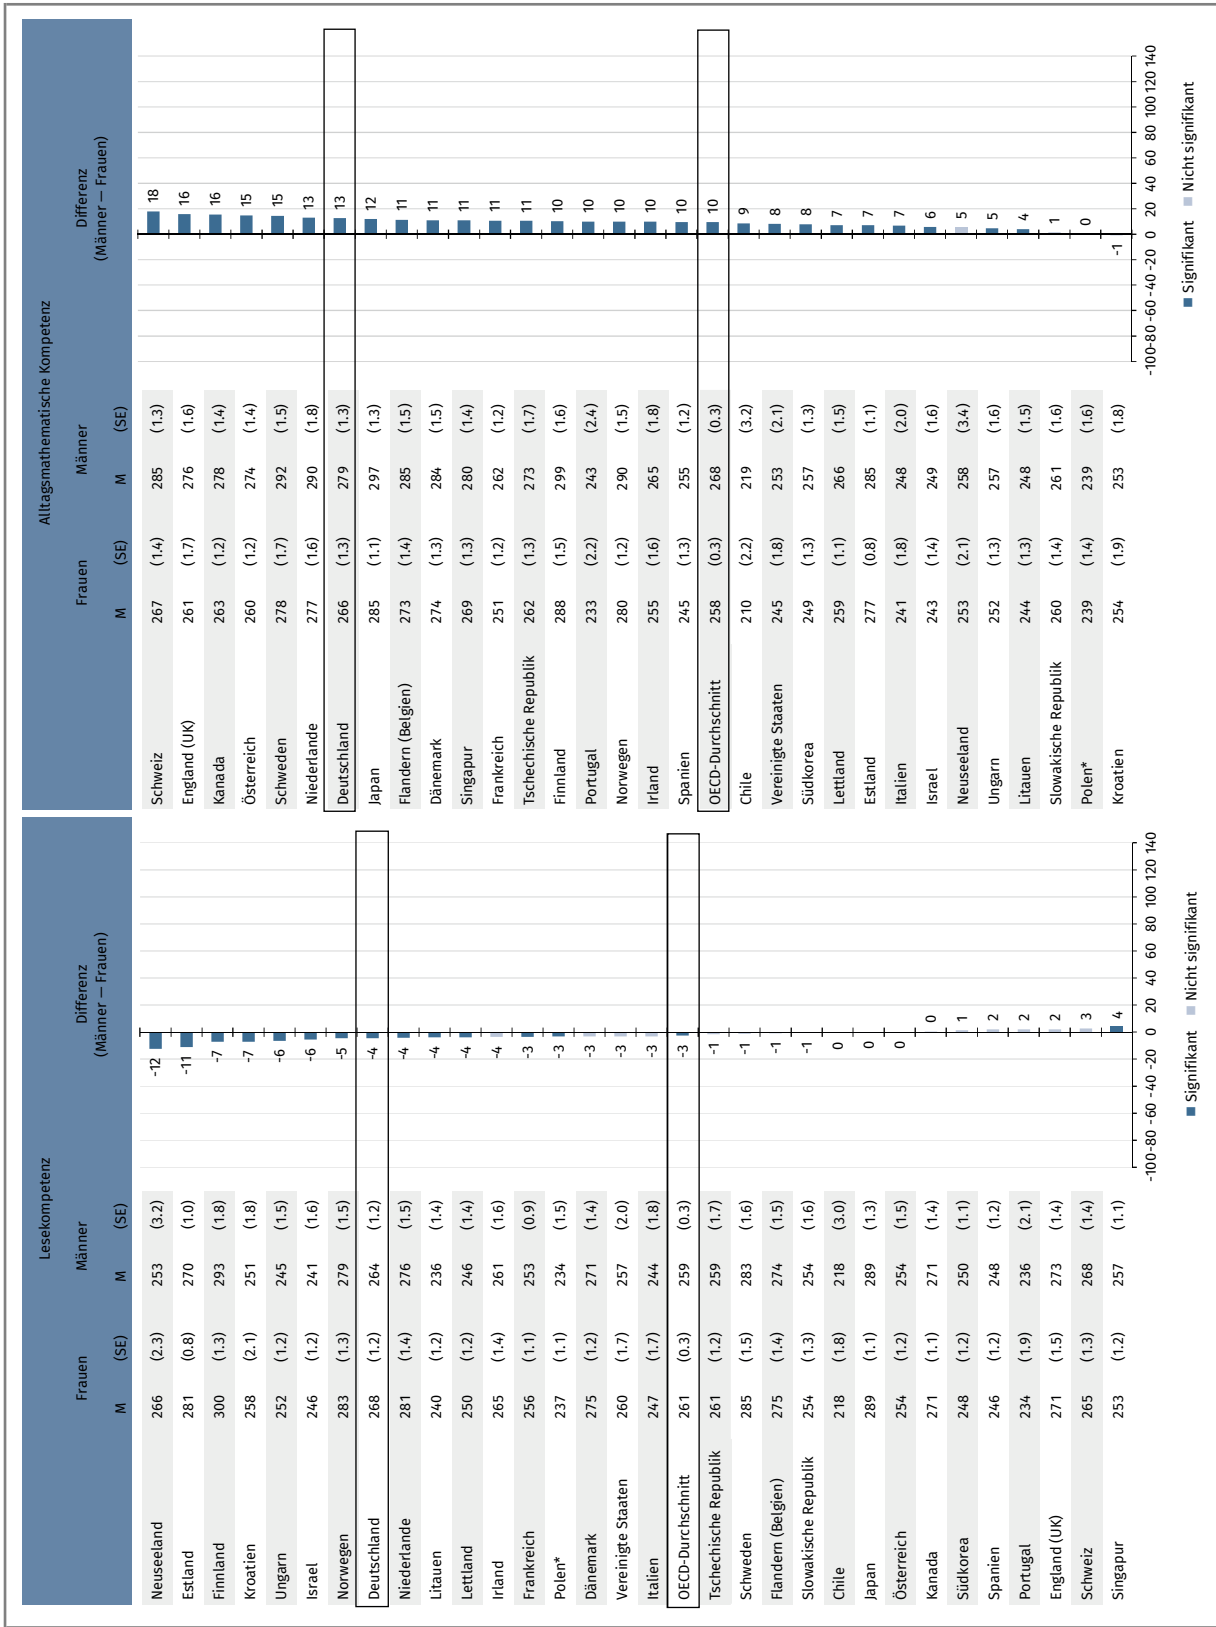 Lesekompetenz
Frauen Männer Differenz
(Männer — Frauen)
M (SE) M (SE)
Neuseeland 266 (2.3) 253 (3.2) -12
Estland 281 (0.8) 270 (1.0) -11
Finnland 300 (1.3) 293 (1.8) -7
Kroatien 258 (2.1) 251 (1.8) -7
Ungarn 252 (1.2) 245 (1.5) -6
Israel 246 (1.2) 241 (1.6) -6
Norwegen 283 (1.3) 279 (1.5) -5
Deutschland 268 (1.2) 264 (1.2) -4
Niederlande 281 (1.4) 276 (1.5) -4
Litauen 240 (1.2) 236 (1.4) -4
Lettland 250 (1.2) 246 (1.4) -4
Irland 265 (1.4) 261 (1.6) -4
Frankreich 256 (1.1) 253 (0.9) -3
Polen* 237 (1.1) 234 (1.5) -3
Dänemark 275 (1.2) 271 (1.4) -3
Vereinigte Staaten 260 (1.7) 257 (2.0) -3
Italien 247 (1.7) 244 (1.8) -3
OECD-Durchschnitt 261 (0.3) 259 (0.3) -3
Tschechische Republik 261 (1.2) 259 (1.7) -1
Schweden 285 (1.5) 283 (1.6) -1
Flandern (Belgien) 275 (1.4) 274 (1.5) -1
Slowakische Republik 254 (1.3) 254 (1.6) -1
Chile 218 (1.8) 218 (3.0) 0
Japan 289 (1.1) 289 (1.3) 0
Österreich 254 (1.2) 254 (1.5) 0
Kanada 271 (1.1) 271 (1.4) 0
Südkorea 248 (1.2) 250 (1.1) 1
Spanien 246 (1.2) 248 (1.2) 2
Portugal 234 (1.9) 236 (2.1) 2
England (UK) 271 (1.5) 273 (1.4) 2
Schweiz 265 (1.3) 268 (1.4) 3
Singapur 253 (1.2) 257 (1.1) 4
-100 -80 -60 -40 -20 0 20 40 60 80 100 120 140
Signifikant Nicht signifikant
Alltagsmathematische Kompetenz
Frauen Männer Differenz
(Männer — Frauen)
M (SE) M (SE)
Schweiz 267 (1.4) 285 (1.3) 18
England (UK) 261 (1.7) 276 (1.6) 16
Kanada 263 (1.2) 278 (1.4) 16
Österreich 260 (1.2) 274 (1.4) 15
Schweden 278 (1.7) 292 (1.5) 15
Niederlande 277 (1.6) 290 (1.8) 13
Deutschland 266 (1.3) 279 (1.3) 13
Japan 285 (1.1) 297 (1.3) 12
Flandern (Belgien) 273 (1.4) 285 (1.5) 11
Dänemark 274 (1.3) 284 (1.5) 11
Singapur 269 (1.3) 280 (1.4) 11
Frankreich 251 (1.2) 262 (1.2) 11
Tschechische Republik 262 (1.3) 273 (1.7) 11
Finnland 288 (1.5) 299 (1.6) 10
Portugal 233 (2.2) 243 (2.4) 10
Norwegen 280 (1.2) 290 (1.5) 10
Irland 255 (1.6) 265 (1.8) 10
Spanien 245 (1.3) 255 (1.2) 10
OECD-Durchschnitt 258 (0.3) 268 (0.3) 10
Chile 210 (2.2) 219 (3.2) 9
Vereinigte Staaten 245 (1.8) 253 (2.1) 8
Südkorea 249 (1.3) 257 (1.3) 8
Lettland 259 (1.1) 266 (1.5) 7
Estland 277 (0.8) 285 (1.1) 7
Italien 241 (1.8) 248 (2.0) 7
Israel 243 (1.4) 249 (1.6) 6
Neuseeland 253 (2.1) 258 (3.4) 5
Ungarn 252 (1.3) 257 (1.6) 5
Litauen 244 (1.3) 248 (1.5) 4
Slowakische Republik 260 (1.4) 261 (1.6) 1
Polen* 239 (1.4) 239 (1.6) 0
Kroatien 254 (1.9) 253 (1.8) -1
-100 -80 -60 -40 -20 0 20 40 60 80 100 120 140
Signifikant Nicht signifikant